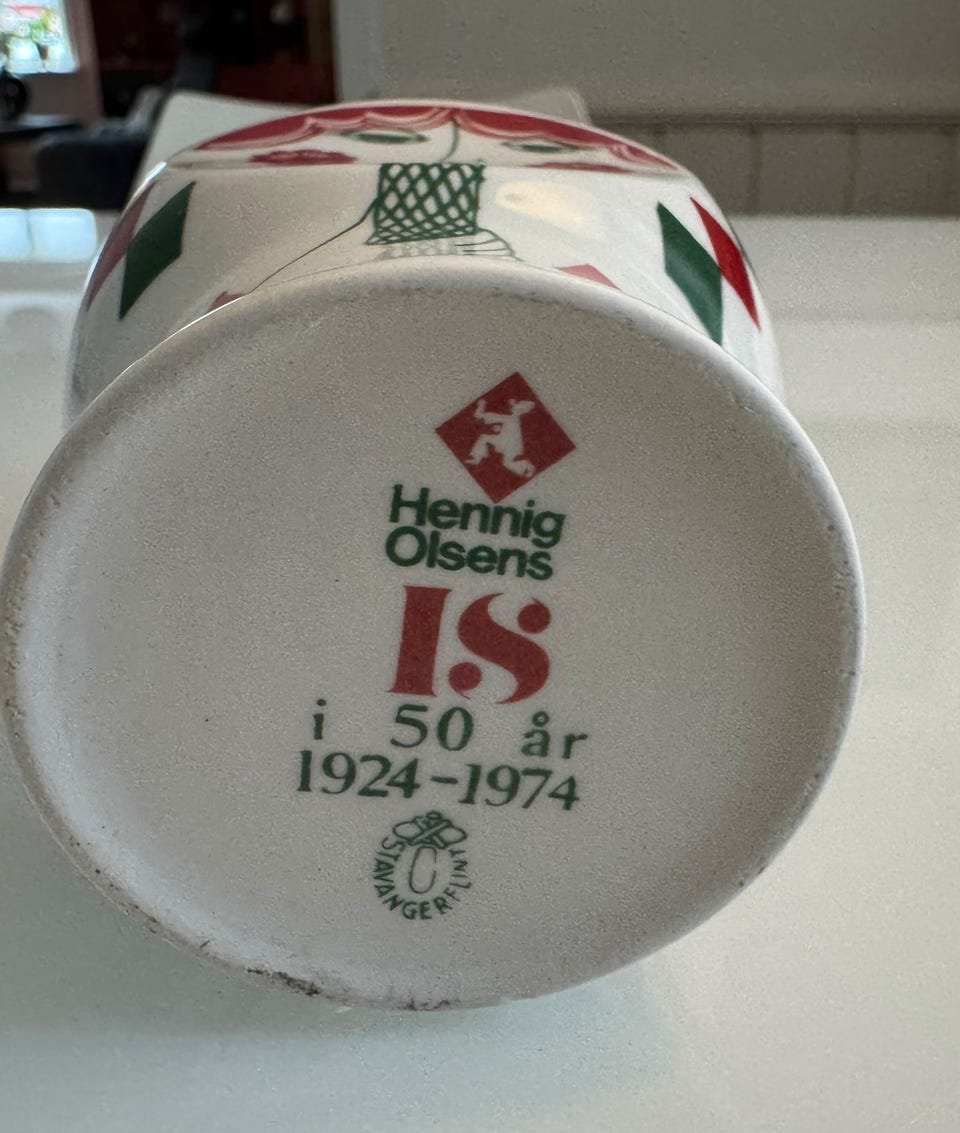 Hennig
Olsens
IS
i 50 år
1924-1974
C
STAVANGERFLINT